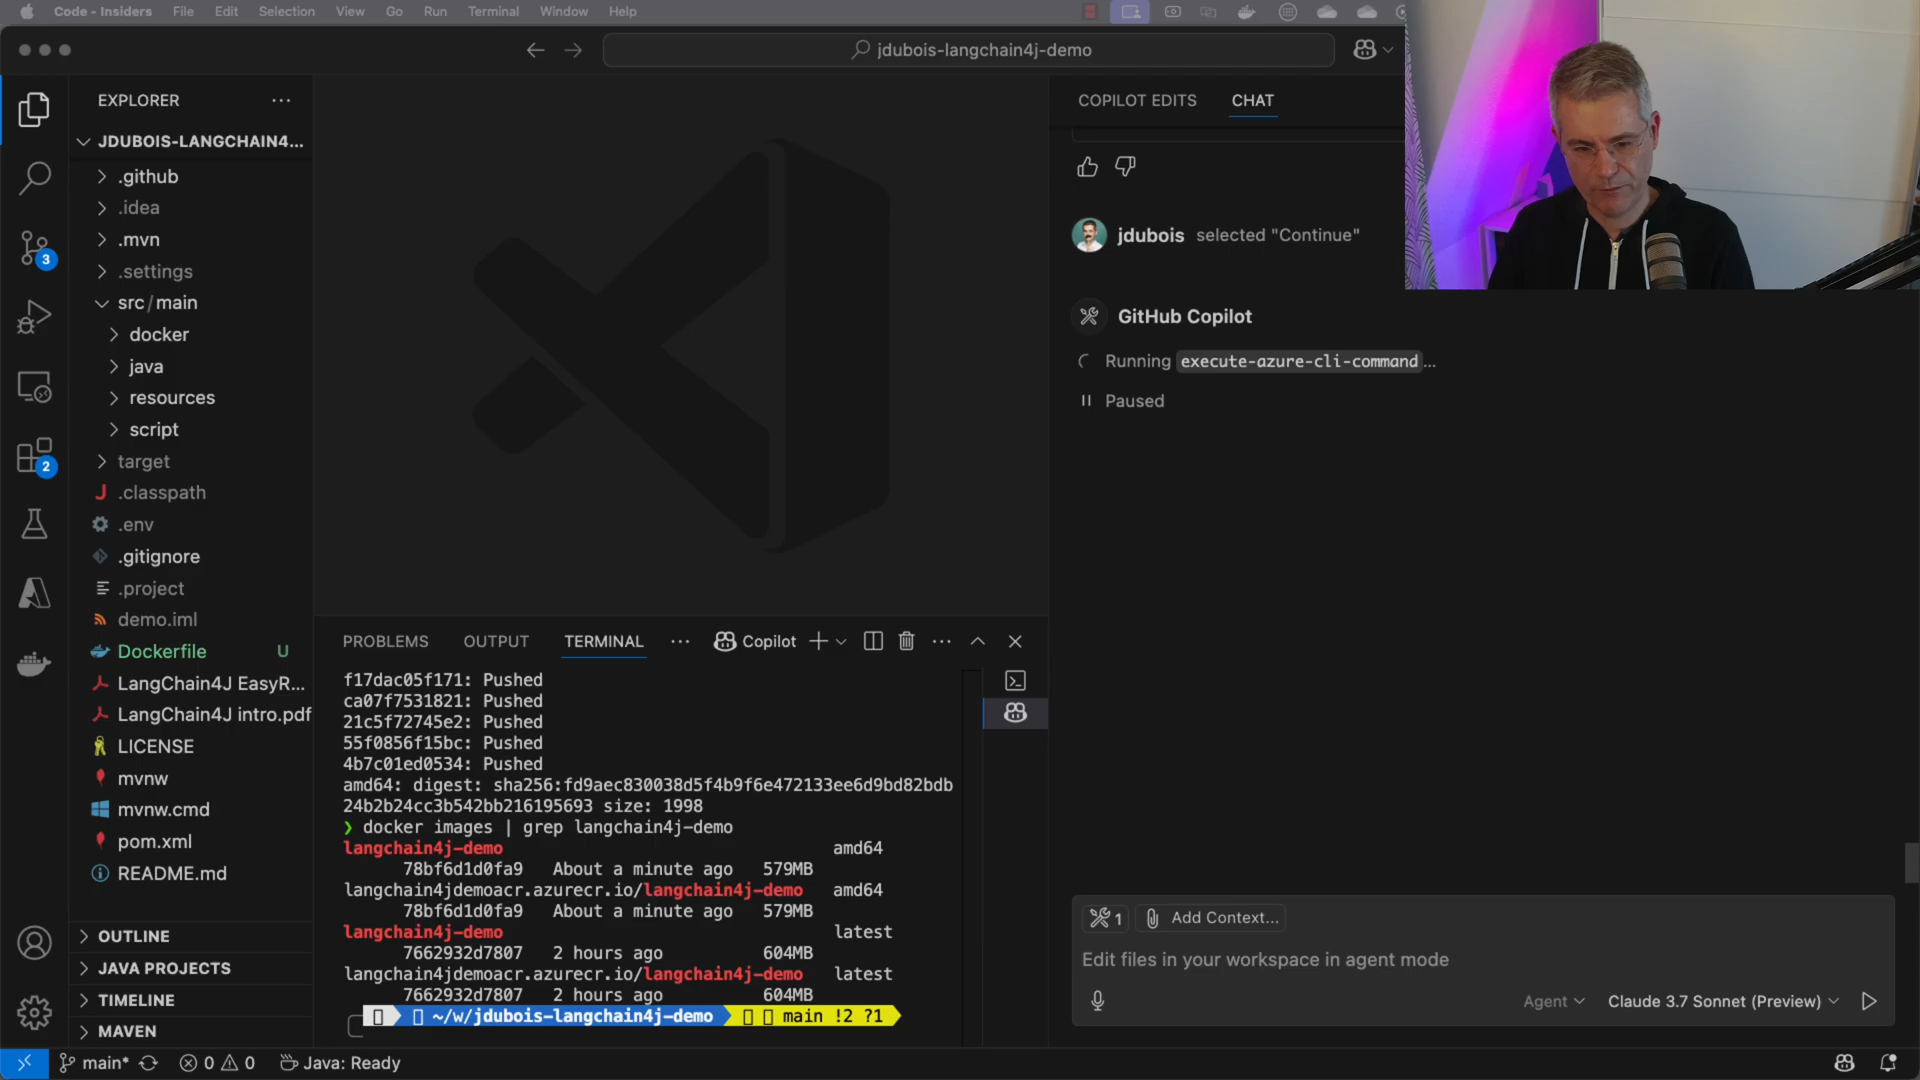 Code - Insiders File Edit Selection View Go Run Terminal Window Help
jdubois-langchain4j-demo
EXPLORER
JDUBOIS-LANGCHAIN4...
.github
.idea
.mvn
.settings
src/main
docker
java
resources
script
target
.classpath
.env
.gitignore
.project
demo.iml
Dockerfile U
LangChain4J EasyR...
LangChain4J intro.pdf
LICENSE
mvnw
mvnw.cmd
pom.xml
README.md
OUTLINE
JAVA PROJECTS
TIMELINE
MAVEN
3
2
PROBLEMS OUTPUT TERMINAL Copilot
f17dac05f171: Pushed
ca07f7531821: Pushed
21c5f72745e2: Pushed
55f0856f15bc: Pushed
4b7c01ed0534: Pushed
amd64: digest: sha256:fd9aec830038d5f4b9f6e472133ee6d9bd82bdb
24b2b24cc3b542bb216195693 size: 1998
❯ docker images | grep langchain4j-demo
langchain4j-demo amd64
78bf6d1d0fa9 About a minute ago 579MB
langchain4jdemoacr.azurecr.io/langchain4j-demo amd64
78bf6d1d0fa9 About a minute ago 579MB
langchain4j-demo latest
7662932d7807 2 hours ago 604MB
langchain4jdemoacr.azurecr.io/langchain4j-demo latest
7662932d7807 2 hours ago 604MB
~/w/jdubois-langchain4j-demo main !2 ?1
COPILOT EDITS CHAT
jdubois selected "Continue"
GitHub Copilot
Running execute-azure-cli-command...
Paused
1 Add Context...
Edit files in your workspace in agent mode
Agent Claude 3.7 Sonnet (Preview)
main* 0 0 Java: Ready